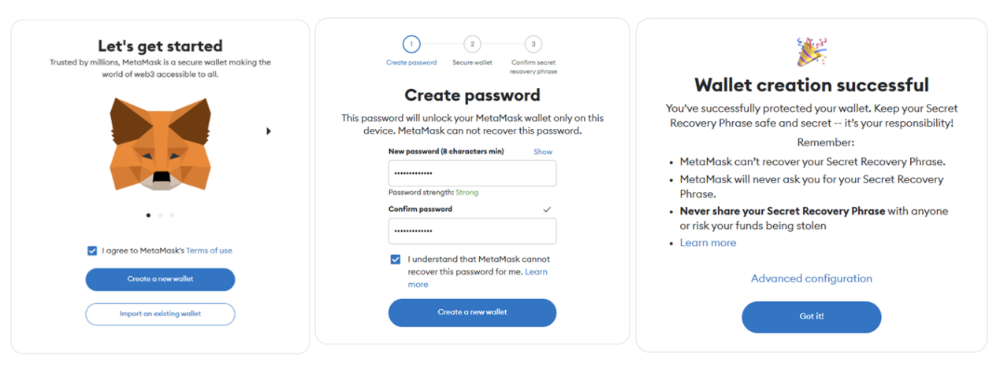 Let's get started
Trusted by millions, MetaMask is a secure wallet making the
world of web3 accessible to all.
I agree to MetaMask's Terms of use
Create a new wallet
Import an existing wallet
1
2
3
Create password
Secure wallet
Confirm secret
recovery phrase
Create password
This password will unlock your MetaMask wallet only on this
device. MetaMask can not recover this password.
New password (8 characters min)
Show
•••••••••••••
Password strength: Strong
Confirm password
•••••••••••••
I understand that MetaMask cannot
recover this password for me. Learn
more
Create a new wallet
Wallet creation successful
You’ve successfully protected your wallet. Keep your Secret
Recovery Phrase safe and secret -- it’s your responsibility!
Remember:
• MetaMask can’t recover your Secret Recovery Phrase.
• MetaMask will never ask you for your Secret Recovery
Phrase.
• Never share your Secret Recovery Phrase with anyone
or risk your funds being stolen
• Learn more
Advanced configuration
Got it!